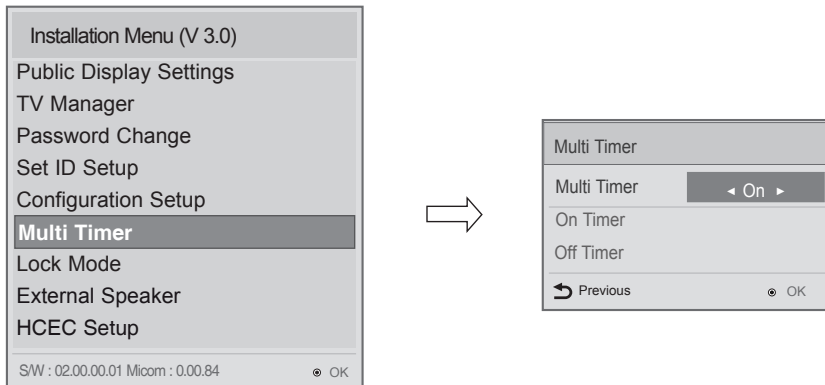 Installation Menu (V 3.0)
Public Display Settings
TV Manager
Password Change
Set ID Setup
Configuration Setup
Multi Timer
Lock Mode
External Speaker
HCEC Setup
S/W : 02.00.00.01 Micom : 0.00.84 ◉ OK
Multi Timer
Multi Timer ◄ On ►
On Timer
Off Timer
Previous ◉ OK